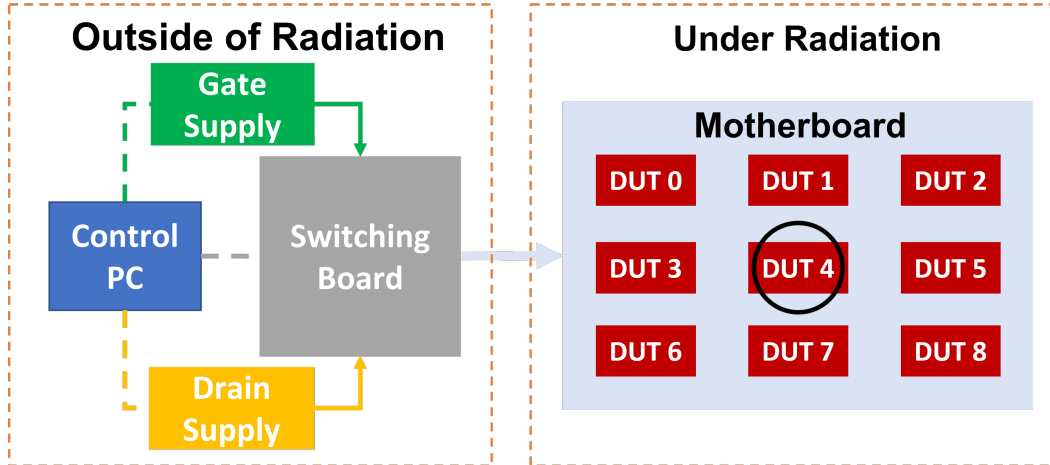 Outside of Radiation
Gate
Supply
Control
PC
Switching
Board
Drain
Supply
Under Radiation
Motherboard
DUT 0
DUT 1
DUT 2
DUT 3
DUT 4
DUT 5
DUT 6
DUT 7
DUT 8